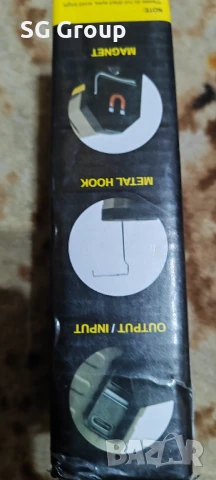 SG Group
OUTPUT / INPUT
METAL HOOK
MAGNET
NOTE:
BAZAR